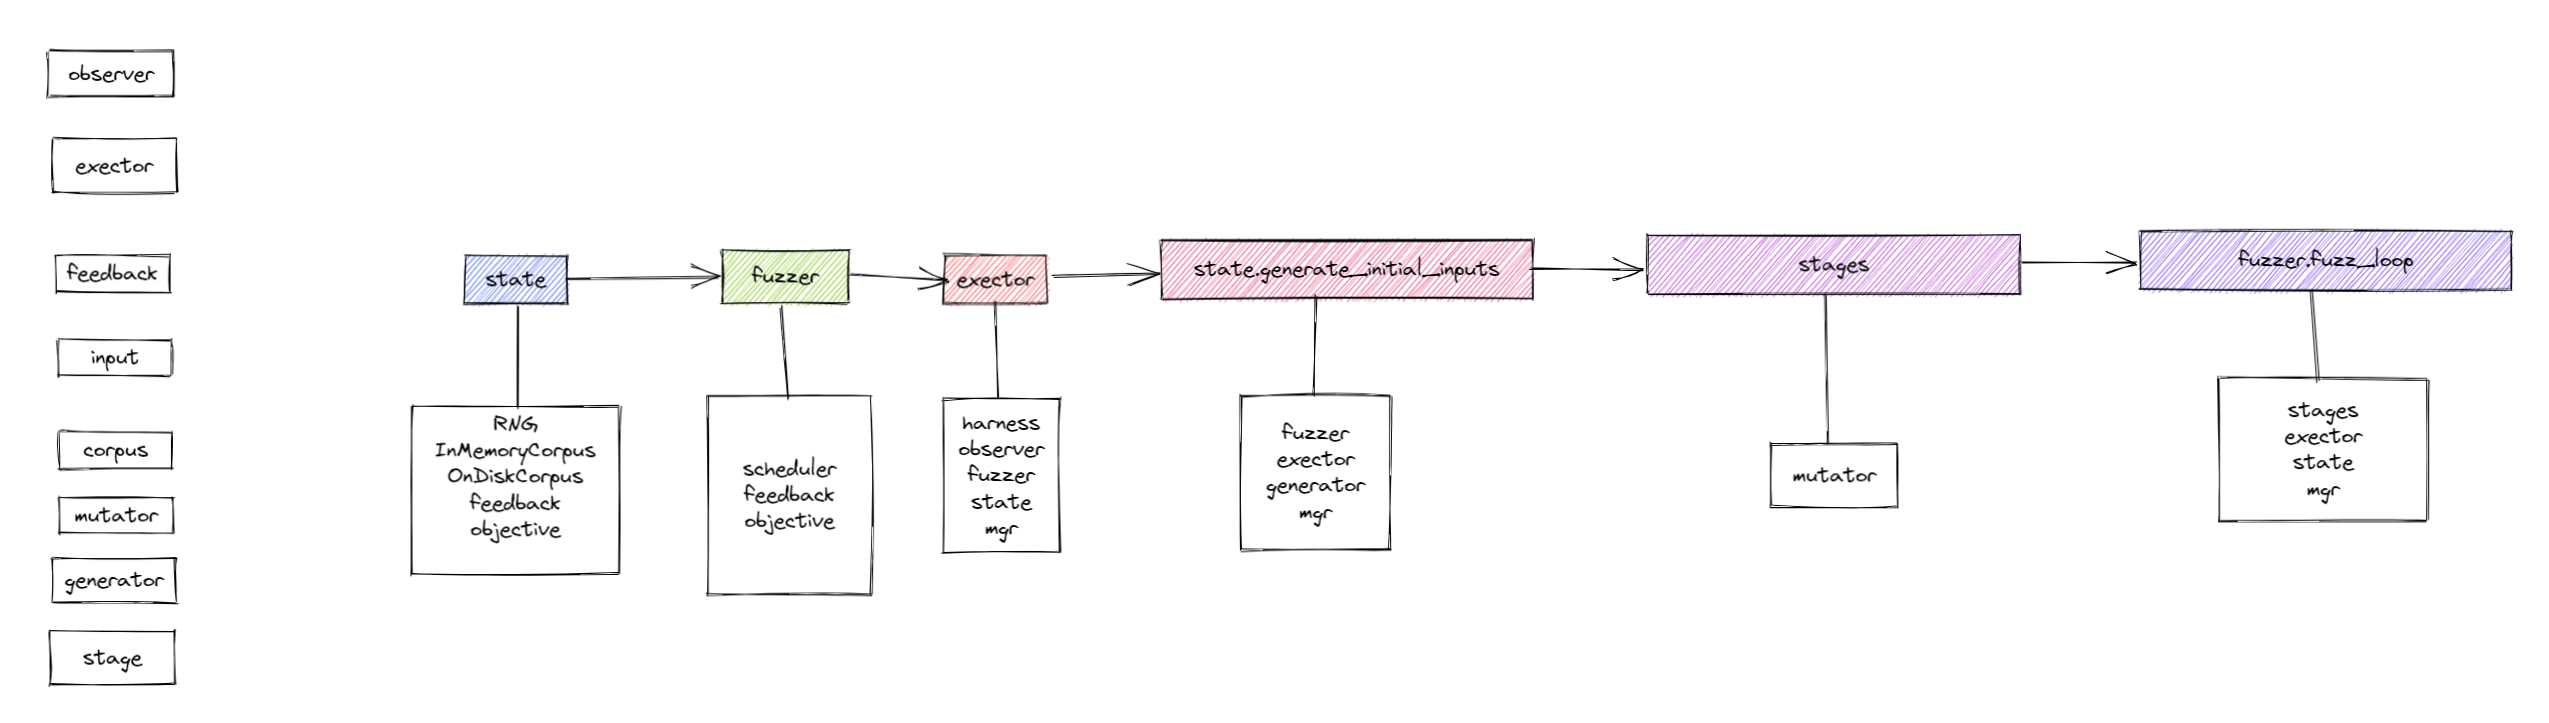 observer
exector
feedback
input
corpus
mutator
generator
stage
state
fuzzer
exector
state.generate_initial_inputs
stages
fuzzer.fuzz_loop
RNG
InMemoryCorpus
OnDiskCorpus
feedback
objective
scheduler
feedback
objective
harness
observer
fuzzer
state
mgr
fuzzer
exector
generator
mgr
mutator
stages
exector
state
mgr